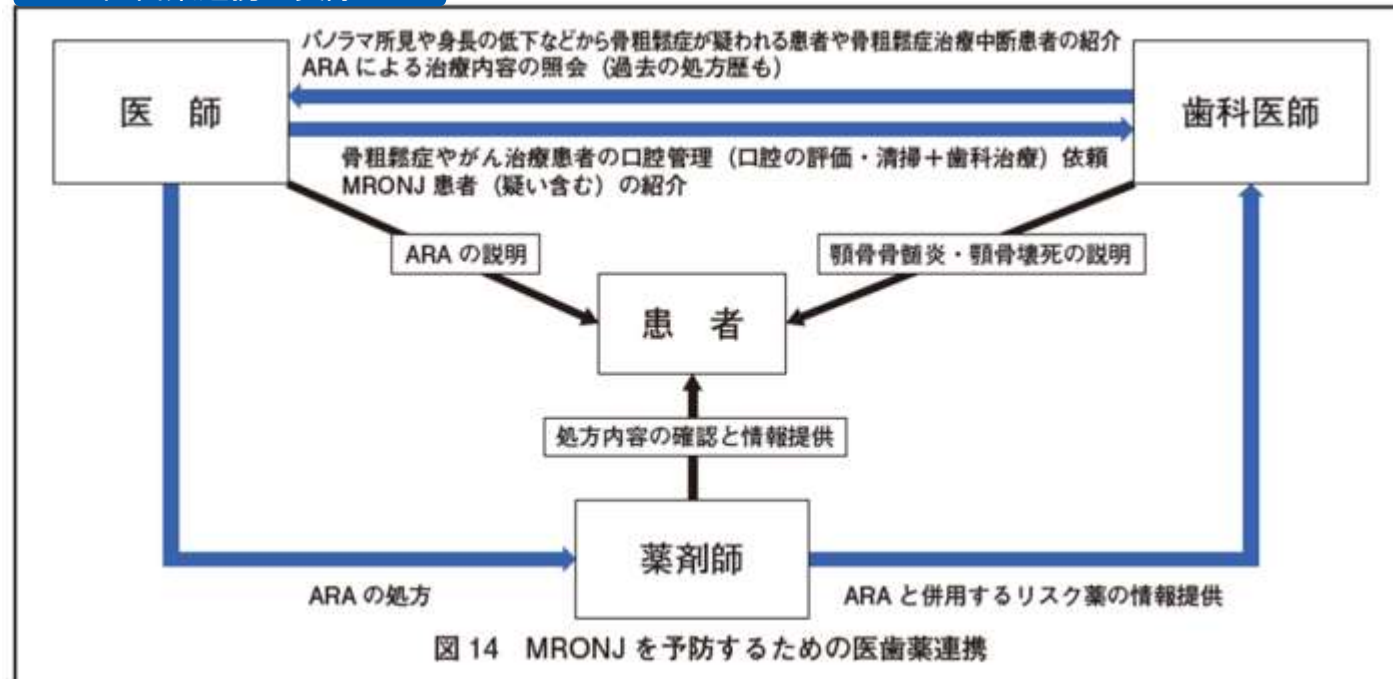 パノラマ所見や身長の低下などから骨粗鬆症が疑われる患者や骨粗鬆症治療中断患者の紹介
ARA による治療内容の照会（過去の処方歴も）
医 師
歯科医師
骨粗鬆症やがん治療患者の口腔管理（口腔の評価・清掃＋歯科治療）依頼
MRONJ 患者（疑い含む）の紹介
ARA の説明
顎骨骨髄炎・顎骨壊死の説明
患 者
処方内容の確認と情報提供
薬剤師
ARA の処方
ARA と併用するリスク薬の情報提供
図 14 MRONJ を予防するための医歯薬連携